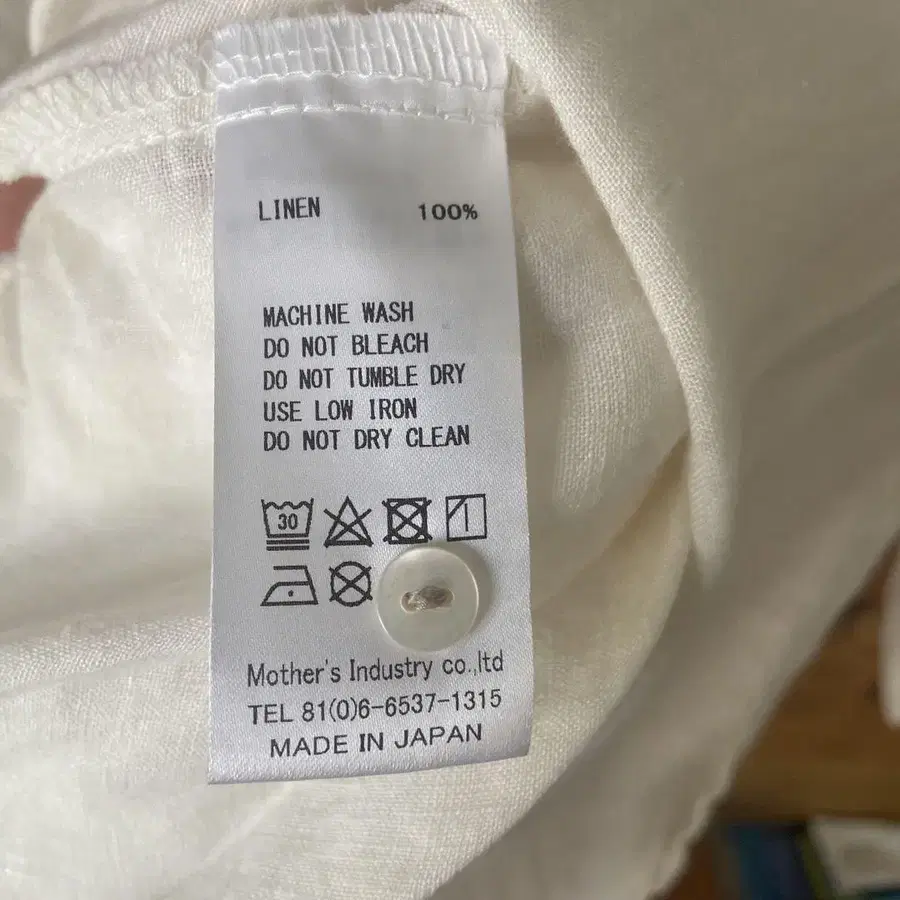 LINEN 100%
MACHINE WASH
DO NOT BLEACH
DO NOT TUMBLE DRY
USE LOW IRON
DO NOT DRY CLEAN
30
Mother's Industry co.,ltd
TEL 81(0)6-6537-1315
MADE IN JAPAN